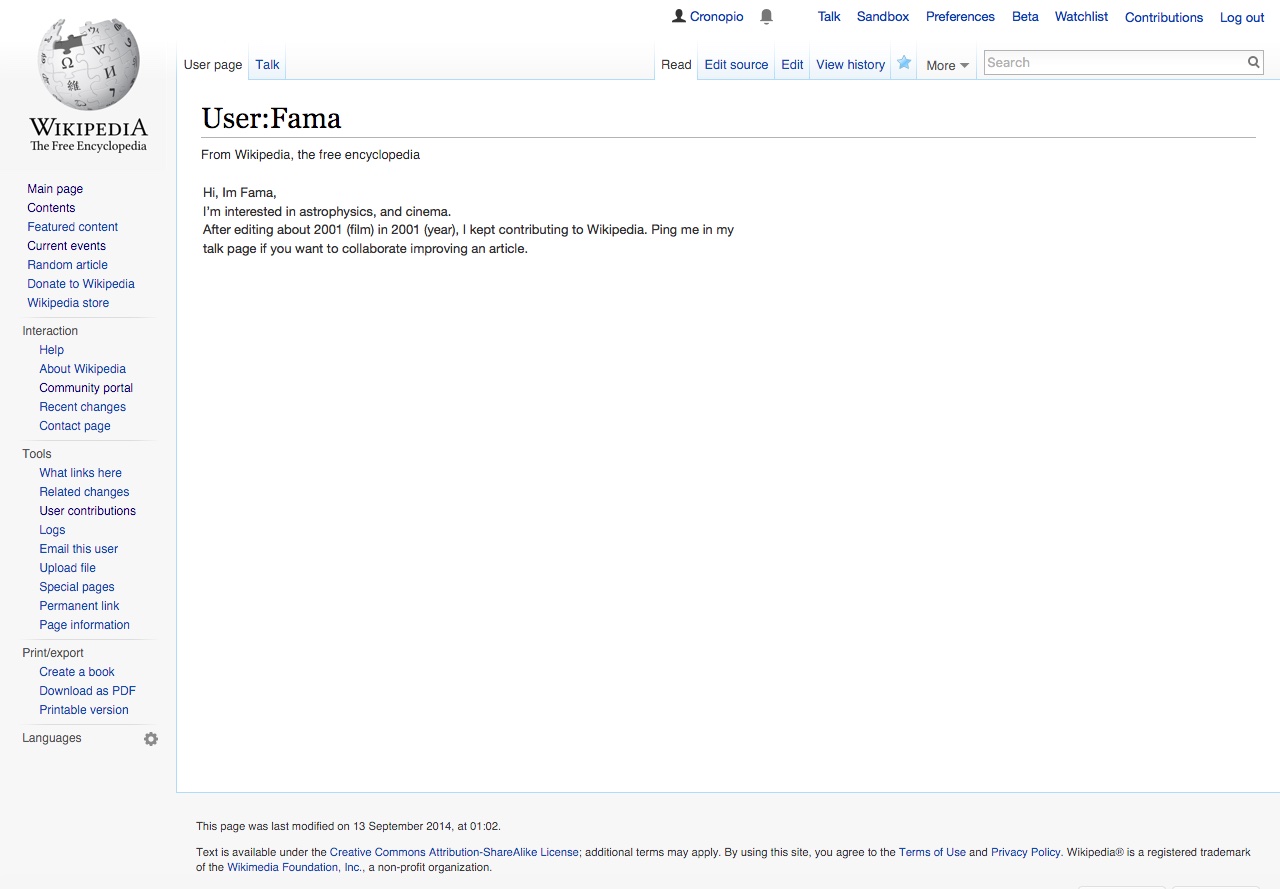 Cronopio Talk Sandbox Preferences Beta Watchlist Contributions Log out
User page Talk Read Edit source Edit View history More Search
Ω W И 維
WIKIPEDIA
The Free Encyclopedia
User:Fama
From Wikipedia, the free encyclopedia
Hi, Im Fama,
I'm interested in astrophysics, and cinema.
After editing about 2001 (film) in 2001 (year), I kept contributing to Wikipedia. Ping me in my
talk page if you want to collaborate improving an article.
Main page
Contents
Featured content
Current events
Random article
Donate to Wikipedia
Wikipedia store
Interaction
Help
About Wikipedia
Community portal
Recent changes
Contact page
Tools
What links here
Related changes
User contributions
Logs
Email this user
Upload file
Special pages
Permanent link
Page information
Print/export
Create a book
Download as PDF
Printable version
Languages
This page was last modified on 13 September 2014, at 01:02.
Text is available under the Creative Commons Attribution-ShareAlike License; additional terms may apply. By using this site, you agree to the Terms of Use and Privacy Policy. Wikipedia® is a registered trademark
of the Wikimedia Foundation, Inc., a non-profit organization.